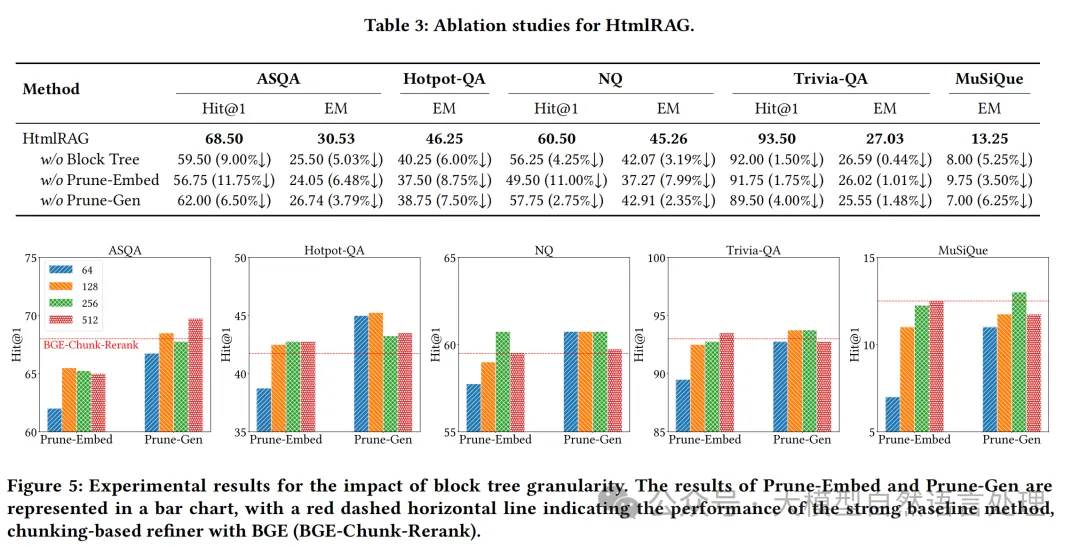 Table 3: Ablation studies for HtmlRAG.
Method ASQA Hotpot-QA NQ Trivia-QA MuSiQue
Hit@1 EM EM Hit@1 EM Hit@1 EM EM
HtmlRAG 68.50 30.53 46.25 60.50 45.26 93.50 27.03 13.25
w/o Block Tree 59.50 (9.00%↓) 25.50 (5.03%↓) 40.25 (6.00%↓) 56.25 (4.25%↓) 42.07 (3.19%↓) 92.00 (1.50%↓) 26.59 (0.44%↓) 8.00 (5.25%↓)
w/o Prune-Embed 56.75 (11.75%↓) 24.05 (6.48%↓) 37.50 (8.75%↓) 49.50 (11.00%↓) 37.27 (7.99%↓) 91.75 (1.75%↓) 26.02 (1.01%↓) 9.75 (3.50%↓)
w/o Prune-Gen 62.00 (6.50%↓) 26.74 (3.79%↓) 38.75 (7.50%↓) 57.75 (2.75%↓) 42.91 (2.35%↓) 89.50 (4.00%↓) 25.55 (1.48%↓) 7.00 (6.25%↓)
ASQA
75
70
65
60
Hit@1
64
128
256
512
BGE-Chunk-Rerank
Prune-Embed Prune-Gen
Hotpot-QA
50
45
40
35
Hit@1
Prune-Embed Prune-Gen
NQ
65
60
55
Hit@1
Prune-Embed Prune-Gen
Trivia-QA
100
95
90
85
Hit@1
Prune-Embed Prune-Gen
MuSiQue
15
10
5
Hit@1
Prune-Embed Prune-Gen
Figure 5: Experimental results for the impact of block tree granularity. The results of Prune-Embed and Prune-Gen are
represented in a bar chart, with a red dashed horizontal line indicating the performance of the strong baseline method,
chunking-based refiner with BGE (BGE-Chunk-Rerank).
公众号·大模型自然语言处理